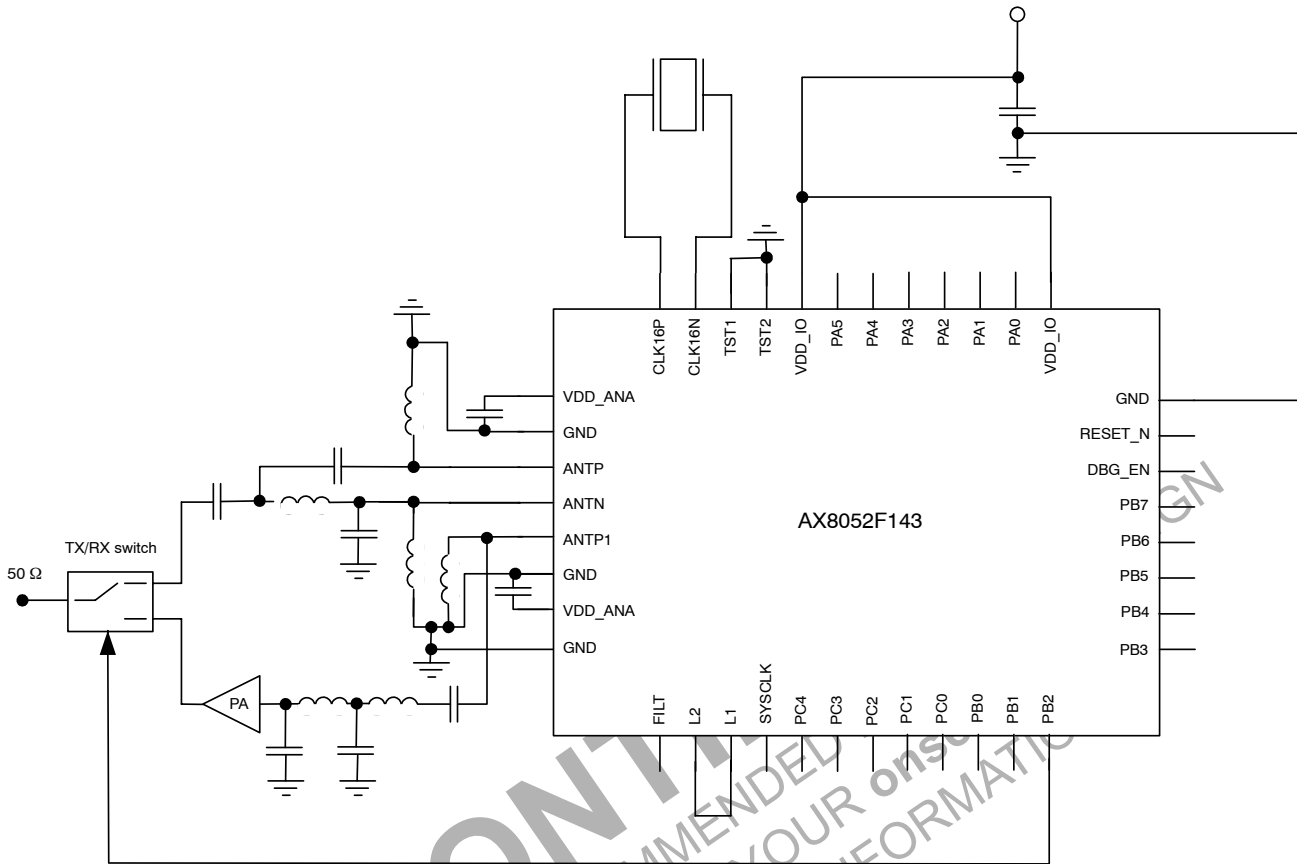 CLK16P
CLK16N
TST1
TST2
VDD_IO
PA5
PA4
PA3
PA2
PA1
PA0
VDD_IO
VDD_ANA
GND
ANTP
ANTN
ANTP1
GND
VDD_ANA
GND
AX8052F143
GND
RESET_N
DBG_EN
PB7
PB6
PB5
PB4
PB3
TX/RX switch
50 Ω
PA
FILT
L2
L1
SYSCLK
PC4
PC3
PC2
PC1
PC0
PB0
PB1
PB2
YOUR